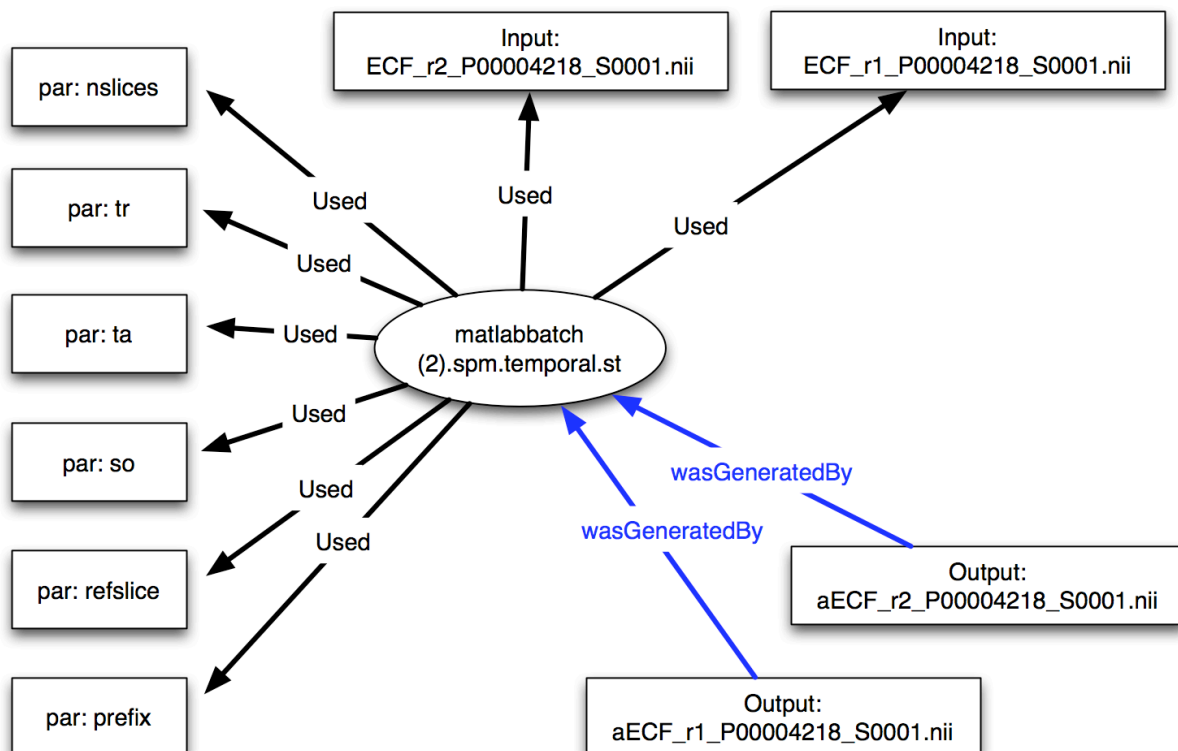 Input:
ECF_r2_P00004218_S0001.nii
Input:
ECF_r1_P00004218_S0001.nii
par: nslices
Used
Used
Used
par: tr
Used
par: ta
Used
matlabbatch
(2).spm.temporal.st
Used
par: so
Used
Used
wasGeneratedBy
wasGeneratedBy
par: refslice
Output:
aECF_r2_P00004218_S0001.nii
par: prefix
Output:
aECF_r1_P00004218_S0001.nii